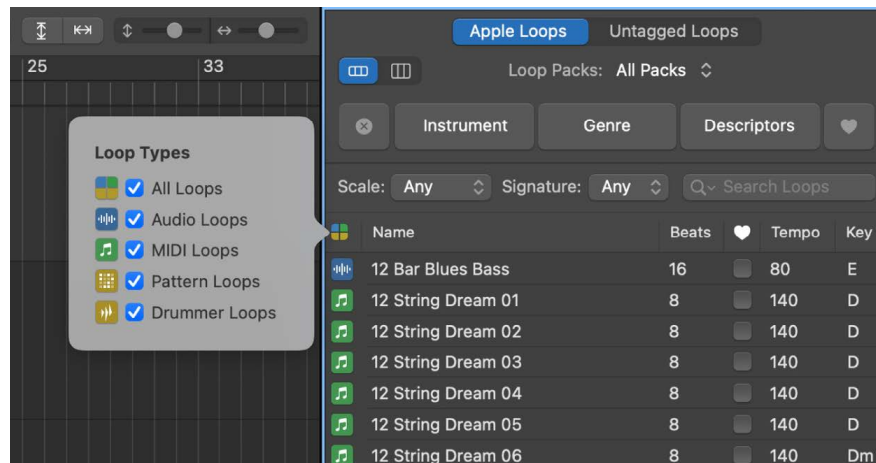 25 33
Loop Types
All Loops
Audio Loops
MIDI Loops
Pattern Loops
Drummer Loops
Apple Loops Untagged Loops
Loop Packs: All Packs
Instrument Genre Descriptors
Scale: Any Signature: Any Search Loops
Name Beats Tempo Key
12 Bar Blues Bass 16 80 E
12 String Dream 01 8 140 D
12 String Dream 02 8 140 D
12 String Dream 03 8 140 D
12 String Dream 04 8 140 D
12 String Dream 05 8 140 D
12 String Dream 06 8 140 Dm